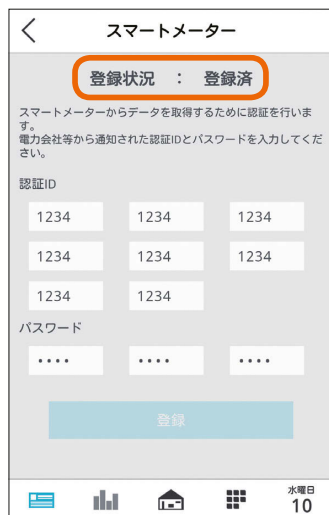 スマートメーター
登録状況 : 登録済
スマートメーターからデータを取得するために認証を行いま
す。
電力会社等から通知された認証IDとパスワードを入力してくだ
さい。
認証ID
1234 1234 1234
1234 1234 1234
1234 1234
パスワード
•••• •••• ••••
登録
水曜日
10